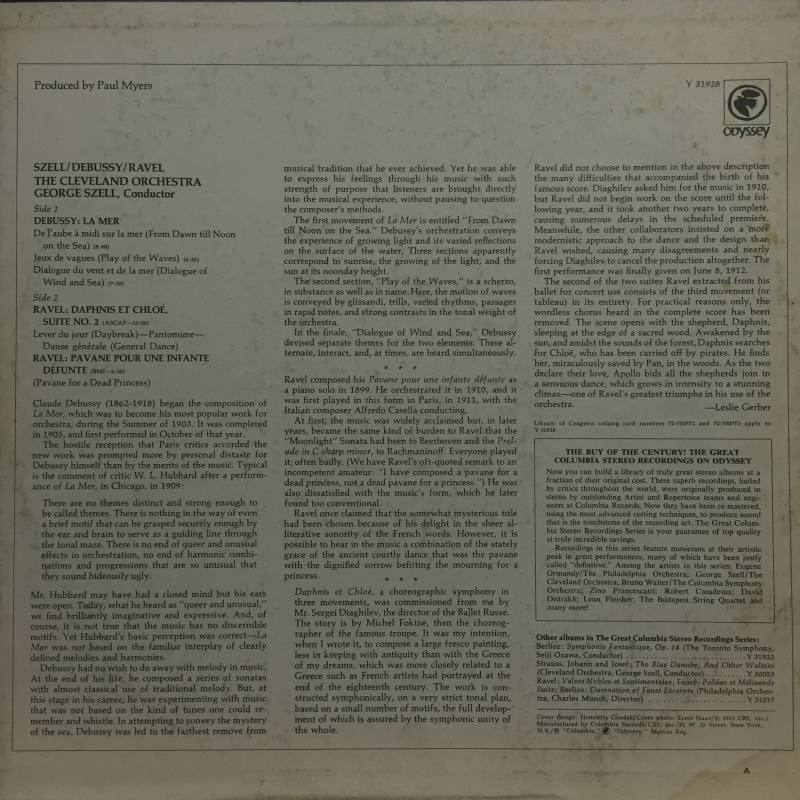 Produced by Paul Myers
Y 31928
ODYSSEY
SZELL/DEBUSSY/RAVEL
THE CLEVELAND ORCHESTRA
GEORGE SZELL, Conductor
Side 1
DEBUSSY: LA MER
De l'aube à midi sur la mer (From Dawn till Noon
on the Sea) (8:40)
Jeux de vagues (Play of the Waves) (6:20)
Dialogue du vent et de la mer (Dialogue of
Wind and Sea) (7:50)
Side 2
RAVEL: DAPHNIS ET CHLOÉ,
SUITE NO. 2
Lever du jour (Daybreak)—Pantomime—
Danse générale (General Dance)
RAVEL: PAVANE POUR UNE INFANTE
DÉFUNTE
(Pavane for a Dead Princess)
Claude Debussy (1862-1918) began the composition of
La Mer, which was to become his most popular work for
orchestra, during the Summer of 1903. It was completed
in 1905, and first performed in October of that year.
The hostile reception that Paris critics accorded the
new work was prompted more by personal distaste for
Debussy himself than by the merits of the music. Typical
is the comment of critic W. L. Hubbard after a perform-
ance of La Mer, in Chicago, in 1909:
There are no themes distinct and strong enough to
be called themes. There is nothing in the way of even
a brief motif that can be grasped securely enough by
the ear and brain to serve as a guiding line through
the tonal maze. There is no end of queer and unusual
effects in orchestration, no end of harmonic combi-
nations and progressions that are so unusual that
they sound hideously ugly.
Mr. Hubbard may have had a closed mind but his ears
were open. Today, what he heard as "queer and unusual,"
we find brilliantly imaginative and expressive. And, of
course, it is not true that the music has no discernible
motifs. Yet Hubbard's basic perception was correct—La
Mer was not based on the familiar interplay of clearly
defined melodies and harmonies.
Debussy had no wish to do away with melody in music.
At the end of his life, he composed a series of sonatas
with almost classical use of traditional melody. But, at
this stage in his career, he was experimenting with music
that was not based on the kind of tunes one could re-
member and whistle. In attempting to convey the mystery
of the sea, Debussy was led to the farthest remove from
musical tradition that he ever achieved. Yet he was able
to express his feelings through his music with such
strength of purpose that listeners are brought directly
into the musical experience, without pausing to question
the composer's methods.
The first movement of La Mer is entitled "From Dawn
till Noon on the Sea." Debussy's orchestration conveys
the experience of growing light and its varied reflections
on the surface of the water. Three sections apparently
correspond to sunrise, the growing of the light, and the
sun at its noonday height.
The second section, "Play of the Waves," is a scherzo,
in substance as well as in name. Here, the motion of waves
is conveyed by glissandi, trills, varied rhythms, passages
in rapid notes, and strong contrasts in the tonal weight of
the orchestra.
In the finale, "Dialogue of Wind and Sea," Debussy
devised separate themes for the two elements. These al-
ternate, interact, and, at times, are heard simultaneously.
* * *
Ravel composed his Pavane pour une infante défunte as
a piano solo in 1899. He orchestrated it in 1910, and it
was first played in this form in Paris, in 1911, with the
Italian composer Alfredo Casella conducting.
At first, the music was widely acclaimed but, in later
years, became the same kind of burden to Ravel that the
"Moonlight" Sonata had been to Beethoven and the Prel-
ude in C sharp minor, to Rachmaninoff. Everyone played
it, often badly. (We have Ravel's oft-quoted remark to an
incompetent amateur: "I have composed a pavane for a
dead princess, not a dead pavane for a princess.") He was
also dissatisfied with the music's form, which he later
found too conventional.
Ravel once claimed that the somewhat mysterious title
had been chosen because of his delight in the sheer al-
literative sonority of the French words. However, it is
possible to hear in the music a combination of the stately
grace of the ancient courtly dance that was the pavane
with the dignified sorrow befitting the mourning for a
princess.
* * *
Daphnis et Chloé, a choreographic symphony in
three movements, was commissioned from me by
Mr. Sergei Diaghilev, the director of the Ballet Russe.
The story is by Michel Fokine, then the choreog-
rapher of the famous troupe. It was my intention,
when I wrote it, to compose a large fresco painting,
less in keeping with antiquity than with the Greece
of my dreams, which was more closely related to a
Greece such as French artists had portrayed at the
end of the eighteenth century. The work is con-
structed symphonically, on a very strict tonal plan,
based on a small number of motifs, the full develop-
ment of which is assured by the symphonic unity of
the whole.
Ravel did not choose to mention in the above description
the many difficulties that accompanied the birth of his
famous score. Diaghilev asked him for the music in 1910,
but Ravel did not begin work on the score until the fol-
lowing year, and it took another two years to complete,
causing numerous delays in the scheduled première.
Meanwhile, the other collaborators insisted on a more
modernistic approach to the dance and the design than
Ravel wished, causing many disagreements and nearly
forcing Diaghilev to cancel the production altogether. The
first performance was finally given on June 8, 1912.
The second of the two suites Ravel extracted from his
ballet for concert use consists of the third movement (or
tableau) in its entirety. For practical reasons only, the
wordless chorus heard in the complete score has been
removed. The scene opens with the shepherd, Daphnis,
sleeping at the edge of a sacred wood. Awakened by the
sun, and amidst the sounds of the forest, Daphnis searches
for Chloë, who has been carried off by pirates. He finds
her, miraculously saved by Pan, in the woods. As the two
declare their love, Apollo bids all the shepherds join in
a sensuous dance, which grows in intensity to a stunning
climax—one of Ravel's greatest triumphs in his use of the
orchestra.
—Leslie Gerber
Library of Congress catalog card numbers 72-750771 and 72-750773 apply to
Y 31928.
THE BUY OF THE CENTURY! THE GREAT
COLUMBIA STEREO RECORDINGS ON ODYSSEY
Now you can build a library of truly great stereo albums at a
fraction of their original cost. These superb recordings, hailed
by critics throughout the world, were originally produced in
stereo by outstanding Artist and Repertoire teams and engi-
neers at Columbia Records. Now they have been re-mastered,
using the most advanced cutting techniques, to produce sound
that is the touchstone of the recording art. The Great Colum-
bia Stereo Recordings Series is your guarantee of top quality
at truly incredible savings.
Recordings in this series feature musicians at their artistic
peak in great performances, many of which have been justly
called "definitive." Among the artists in this series: Eugene
Ormandy/The Philadelphia Orchestra; George Szell/The
Cleveland Orchestra; Bruno Walter/The Columbia Symphony
Orchestra; Zino Francescatti; Robert Casadesus; David
Oistrakh; Leon Fleisher; The Budapest String Quartet and
many more!
Other albums in The Great Columbia Stereo Recordings Series:
Berlioz: Symphonie Fantastique, Op. 14 (The Toronto Symphony,
Seiji Ozawa, Conductor) . . . . . . . . . . Y 31923
Strauss, Johann and Josef: The Blue Danube, And Other Waltzes
(Cleveland Orchestra, George Szell, Conductor) . . . . . . . . . . Y 30053
Ravel: Valses Nobles et Sentimentales; Fauré: Pelléas et Mélisande
Suite; Berlioz: Damnation of Faust Excerpts (Philadelphia Orches-
tra, Charles Munch, Director) . . . . . . . . . . Y 31017
Cover design: Henrietta Condak/Cover photo: Ernst Haas/© 1973 CBS, Inc./
Manufactured by Columbia Records/CBS, Inc./51 W. 52 Street, New York,
N.Y./® "Columbia," "Odyssey," Marcas Reg.
A